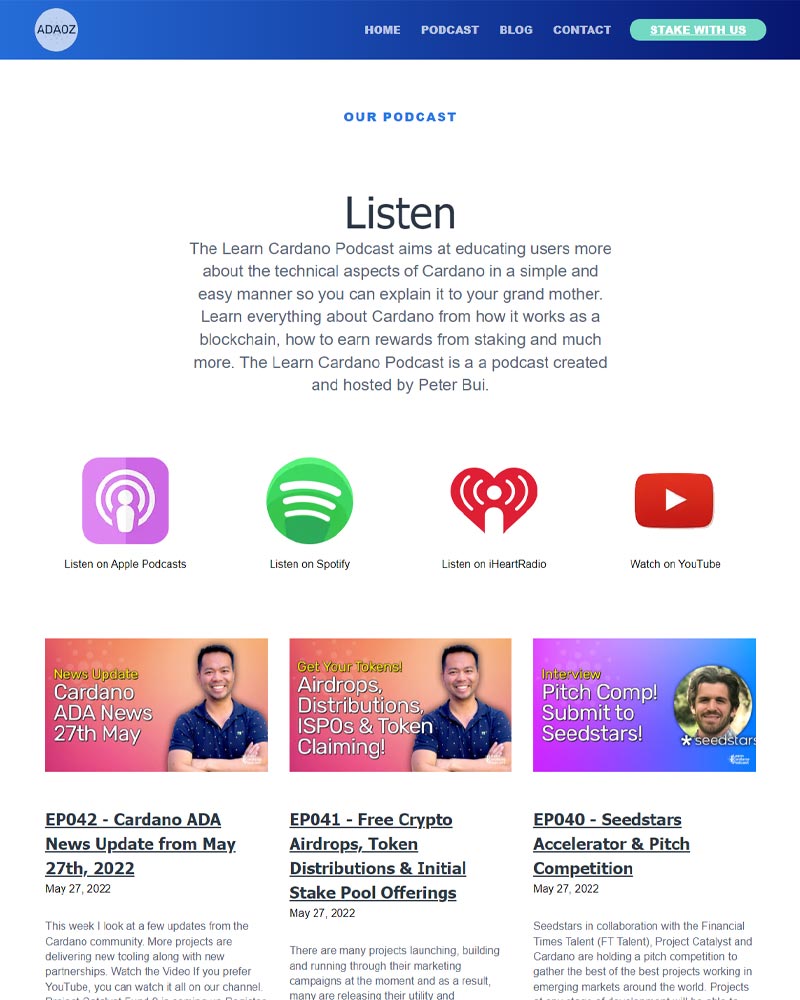 ADAOZ
HOME PODCAST BLOG CONTACT STAKE WITH US
OUR PODCAST
Listen
The Learn Cardano Podcast aims at educating users more
about the technical aspects of Cardano in a simple and
easy manner so you can explain it to your grand mother.
Learn everything about Cardano from how it works as a
blockchain, how to earn rewards from staking and much
more. The Learn Cardano Podcast is a a podcast created
and hosted by Peter Bui.
Listen on Apple Podcasts
Listen on Spotify
Listen on iHeartRadio
Watch on YouTube
News Update
Cardano
ADA News
27th May
Get Your Tokens!
Airdrops,
Distributions,
ISPOs & Token
Claiming!
Interview
Pitch Comp!
Submit to
Seedstars!
seedstars
EP042 - Cardano ADA
News Update from May
27th, 2022
May 27, 2022
This week I look at a few updates from the
Cardano community. More projects are
delivering new tooling along with new
partnerships. Watch the Video If you prefer
YouTube, you can watch it all on our channel.
EP041 - Free Crypto
Airdrops, Token
Distributions & Initial
Stake Pool Offerings
May 27, 2022
There are many projects launching, building
and running through their marketing
campaigns at the moment and as a result,
many are releasing their utility and
EP040 - Seedstars
Accelerator & Pitch
Competition
May 27, 2022
Seedstars in collaboration with the Financial
Times Talent (FT Talent), Project Catalyst and
Cardano are holding a pitch competition to
gather the best of the best projects working in
emerging markets around the world. Projects